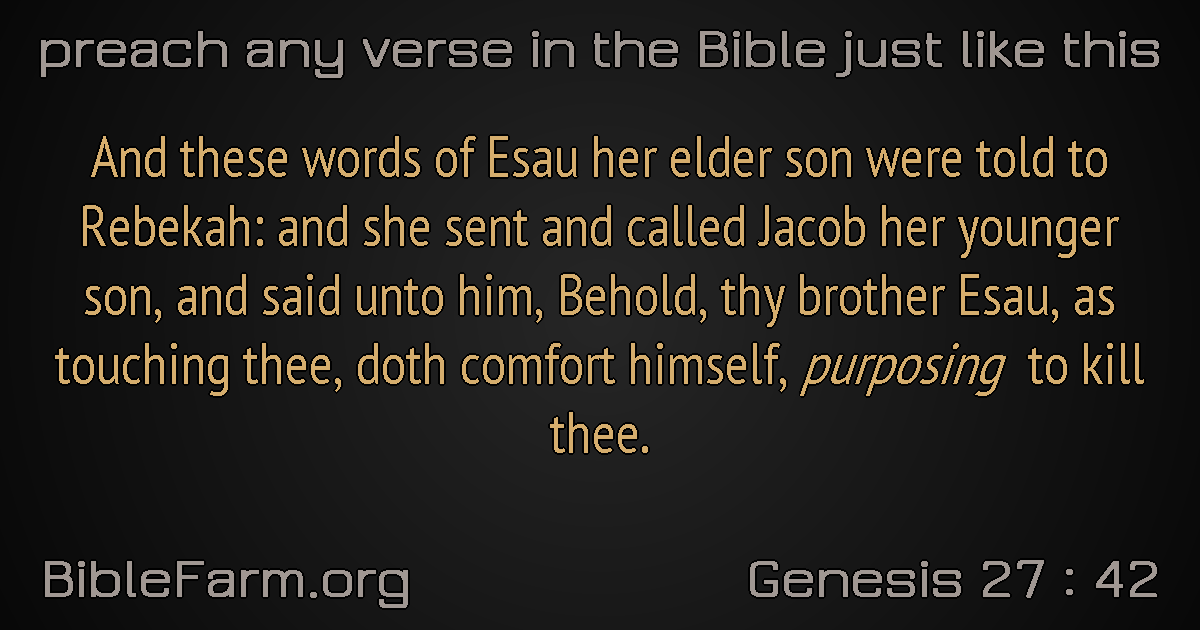 preach any verse in the Bible just like this
And these words of Esau her elder son were told to
Rebekah: and she sent and called Jacob her younger
son, and said unto him, Behold, thy brother Esau, as
touching thee, doth comfort himself, purposing to kill
thee.
BibleFarm.org
Genesis 27 : 42